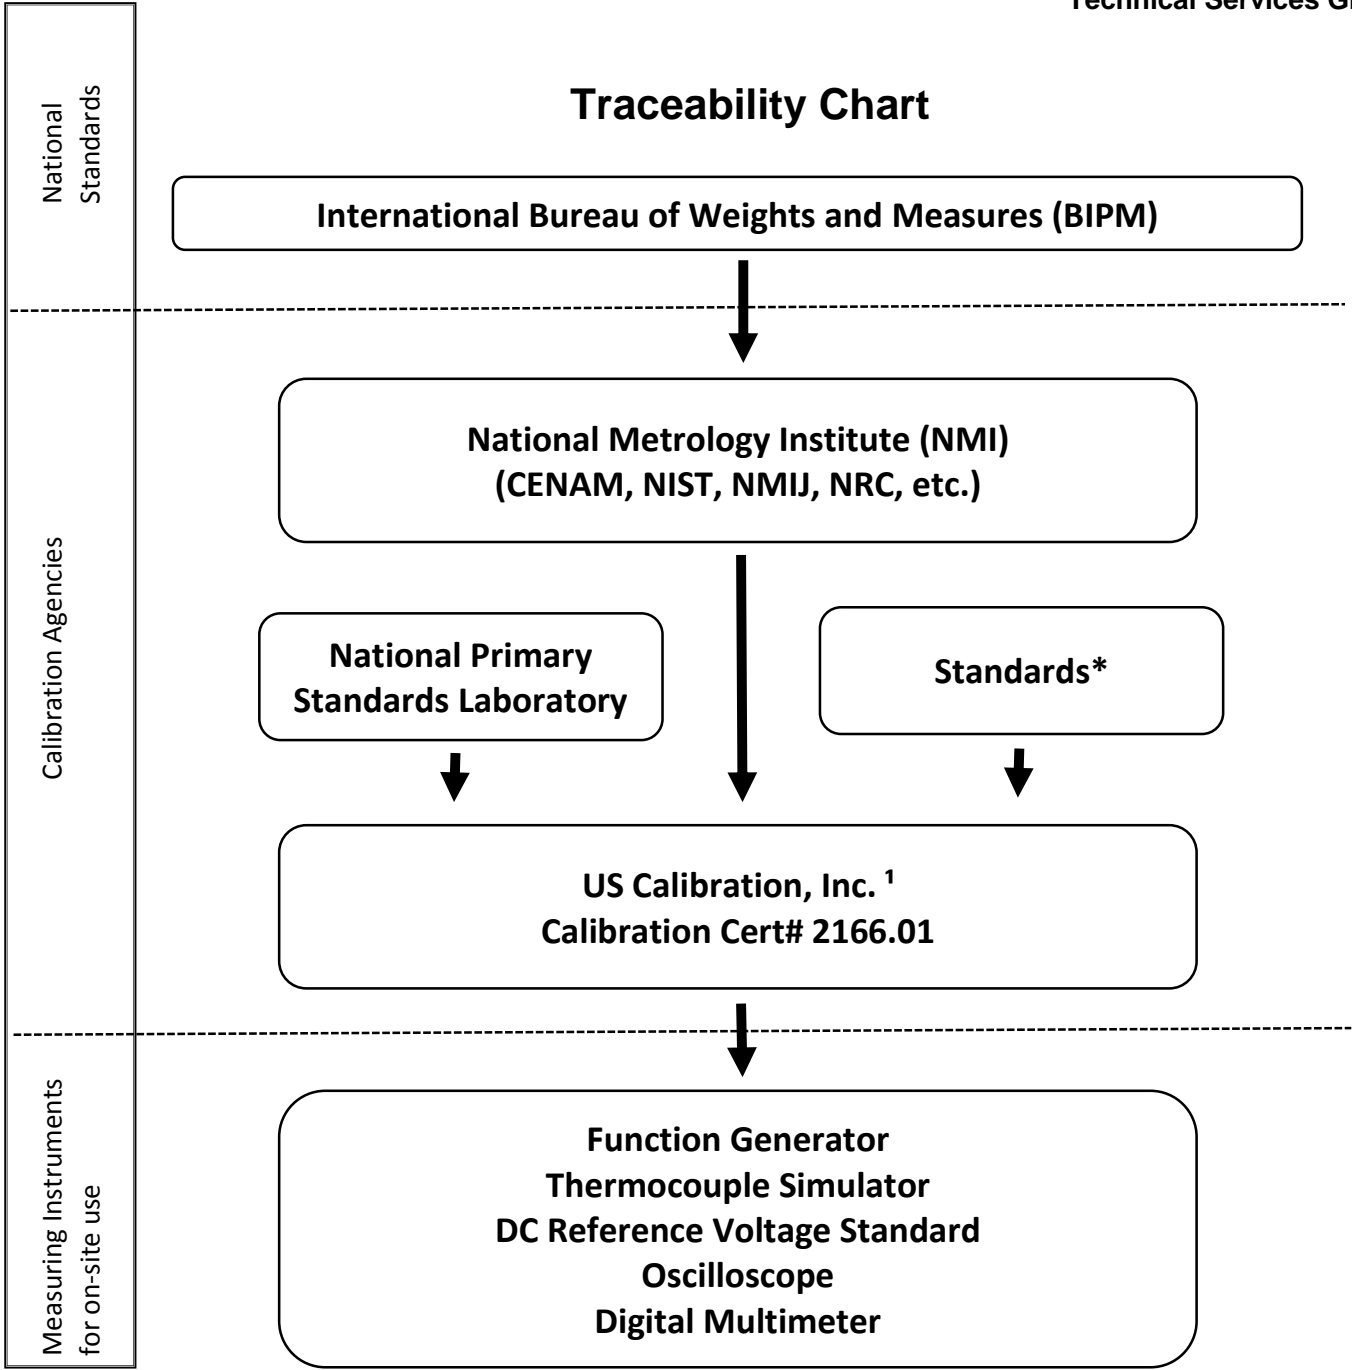 Technical Services
Traceability Chart
National
Standards
International Bureau of Weights and Measures (BIPM)
Calibration Agencies
National Metrology Institute (NMI)
(CENAM, NIST, NMIJ, NRC, etc.)
National Primary
Standards Laboratory
Standards*
US Calibration, Inc. ¹
Calibration Cert# 2166.01
Measuring Instruments
for on-site use
Function Generator
Thermocouple Simulator
DC Reference Voltage Standard
Oscilloscope
Digital Multimeter